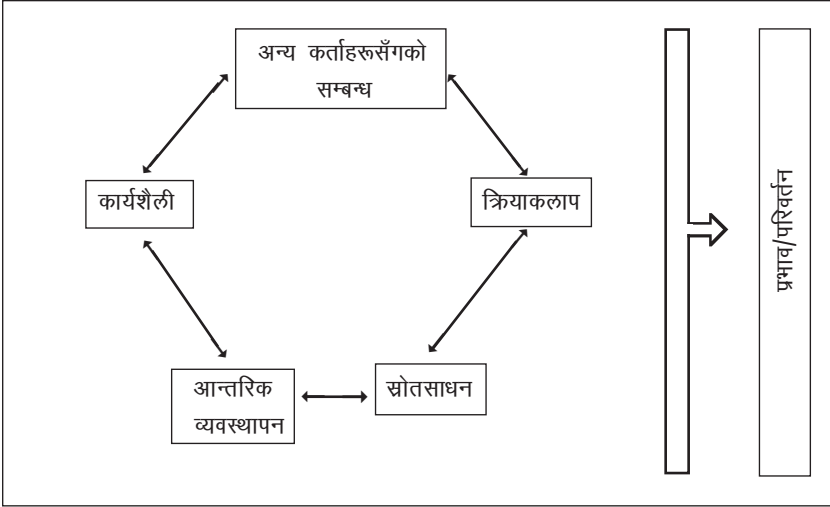 अन्य कर्ताहरूसँगको
सम्बन्ध
कार्यशैली
क्रियाकलाप
आन्तरिक
व्यवस्थापन
स्रोतसाधन
प्रभाव/परिवर्तन